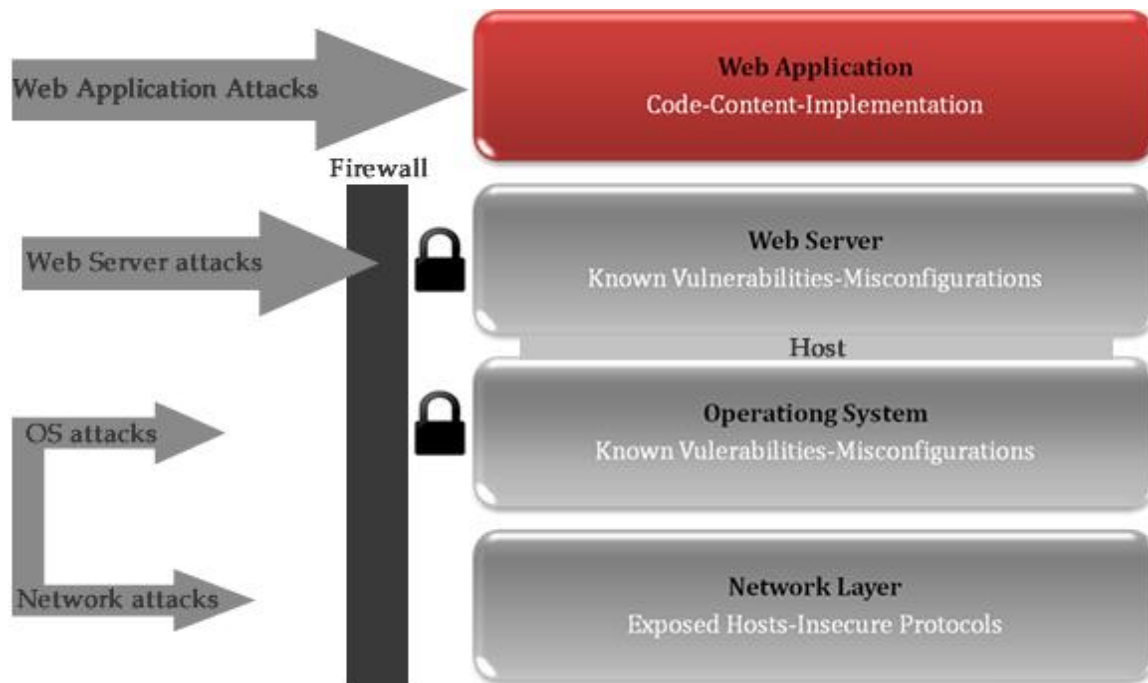 Web Application Attacks
Web Application
Code-Content-Implementation
Firewall
Web Server attacks
Web Server
Known Vulnerabilities-Misconfigurations
Host
OS attacks
Operationg System
Known Vulerabilities-Misconfigurations
Network attacks
Network Layer
Exposed Hosts-Insecure Protocols